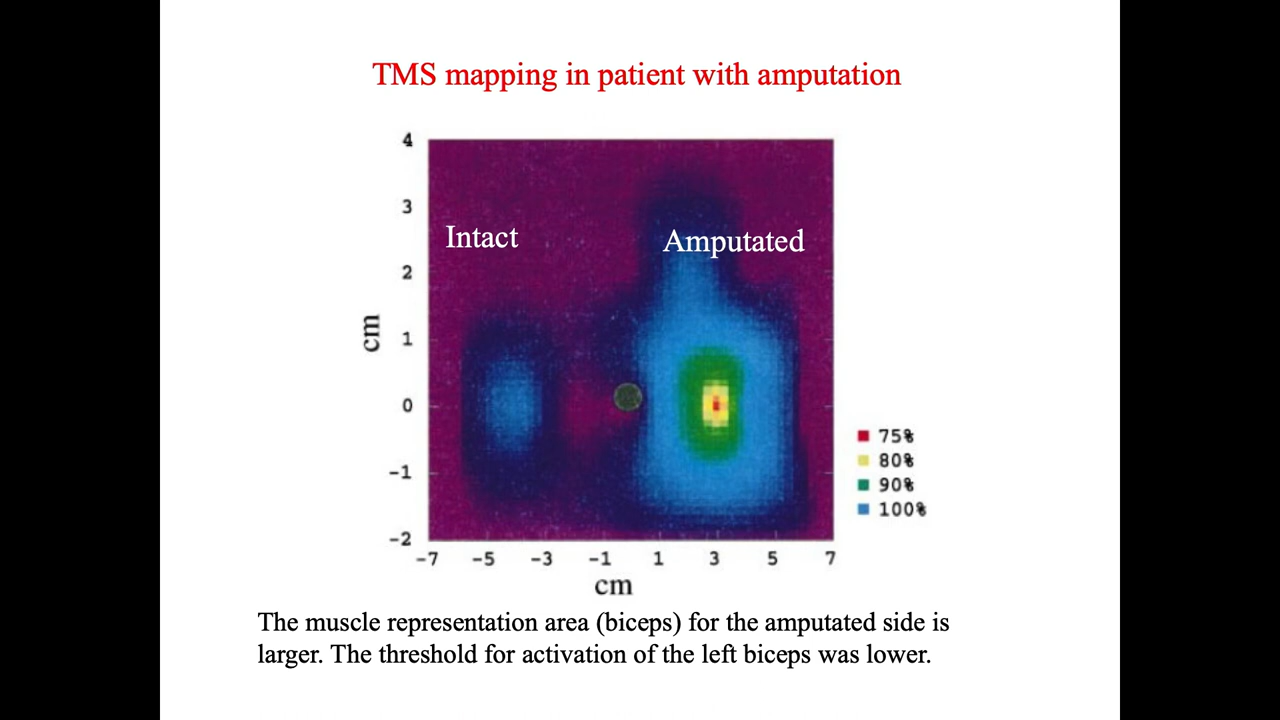 TMS mapping in patient with amputation
4
3
Intact
Amputated
2
cm
1
0
-1
-2
75%
80%
90%
100%
-7 -5 -3 -1 1 3 5 7
cm
The muscle representation area (biceps) for the amputated side is
larger. The threshold for activation of the left biceps was lower.